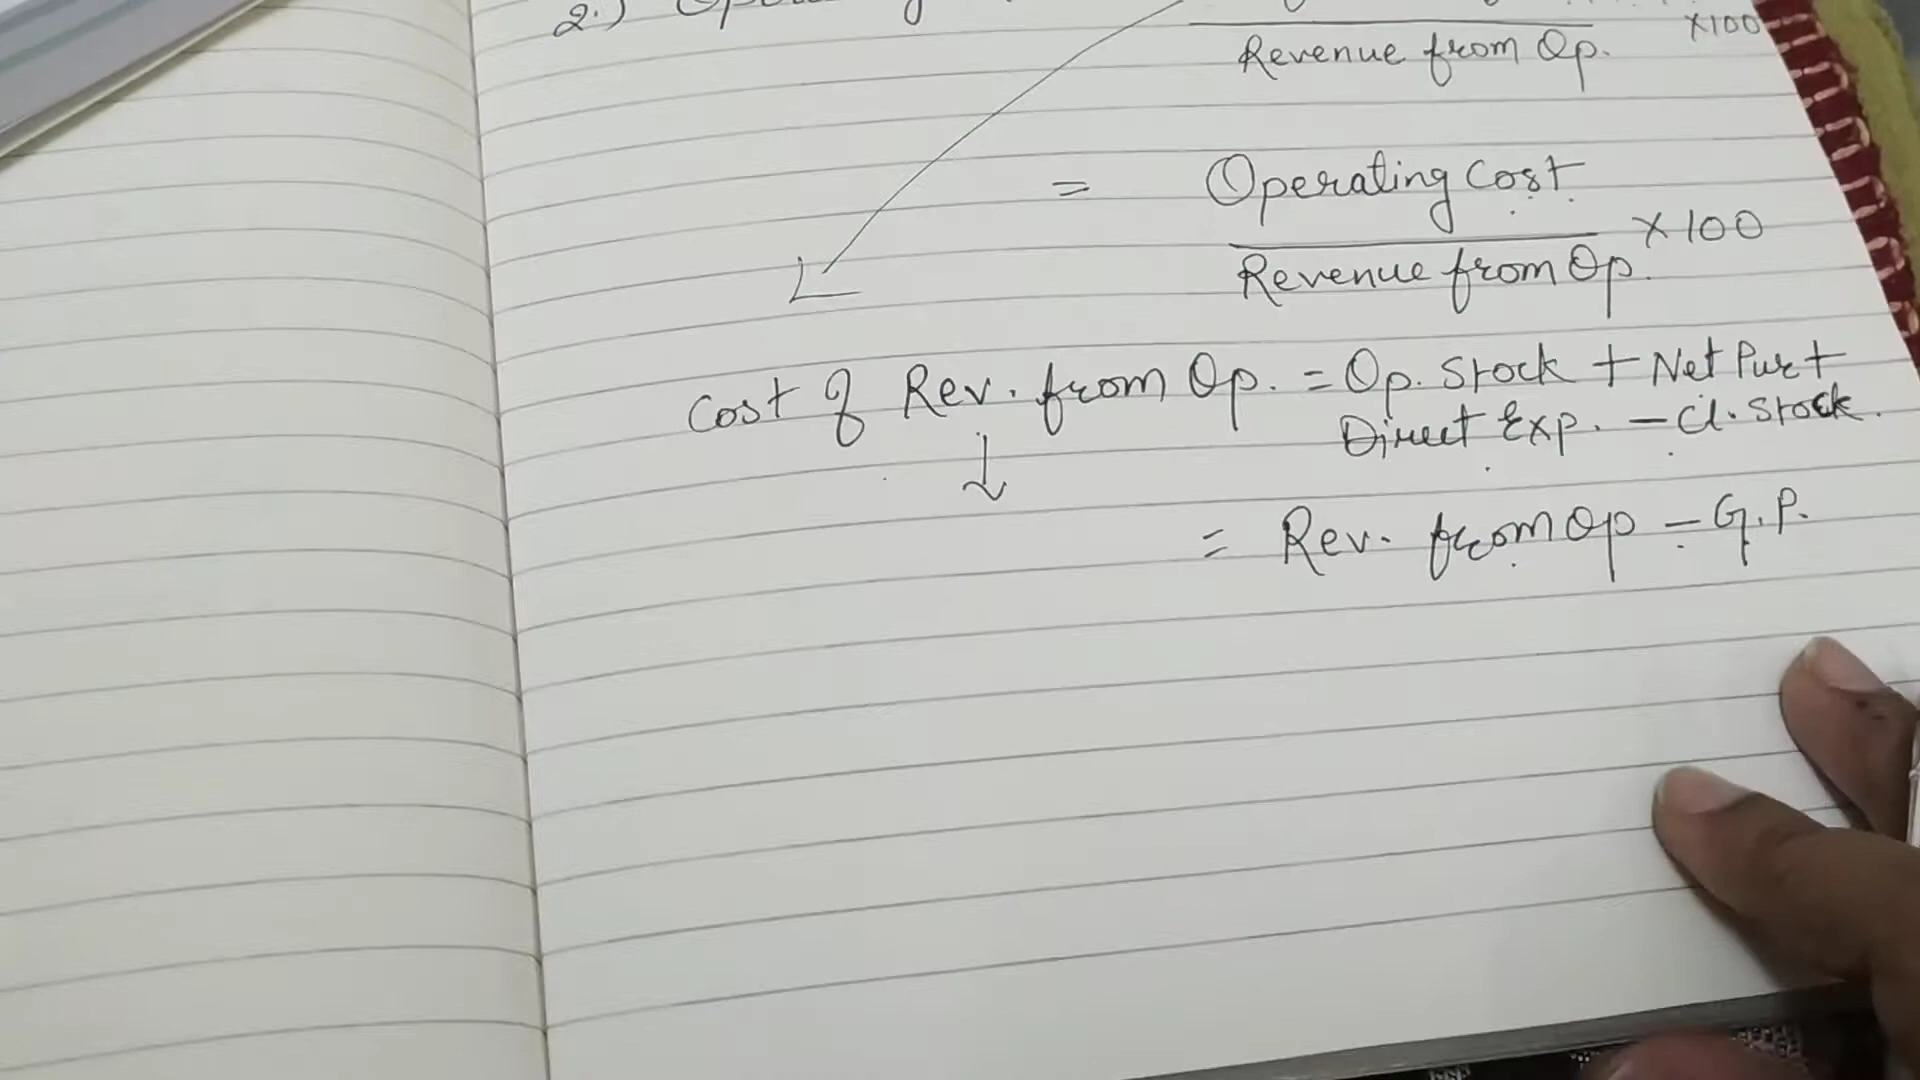 2.)
×100
Revenue from Op.
= Operating Cost
× 100
Revenue from Op.
Cost of Rev. from Op. = Op. Stock + Net Pur +
Direct Exp. - Cl. Stock.
= Rev. from Op - G.P.